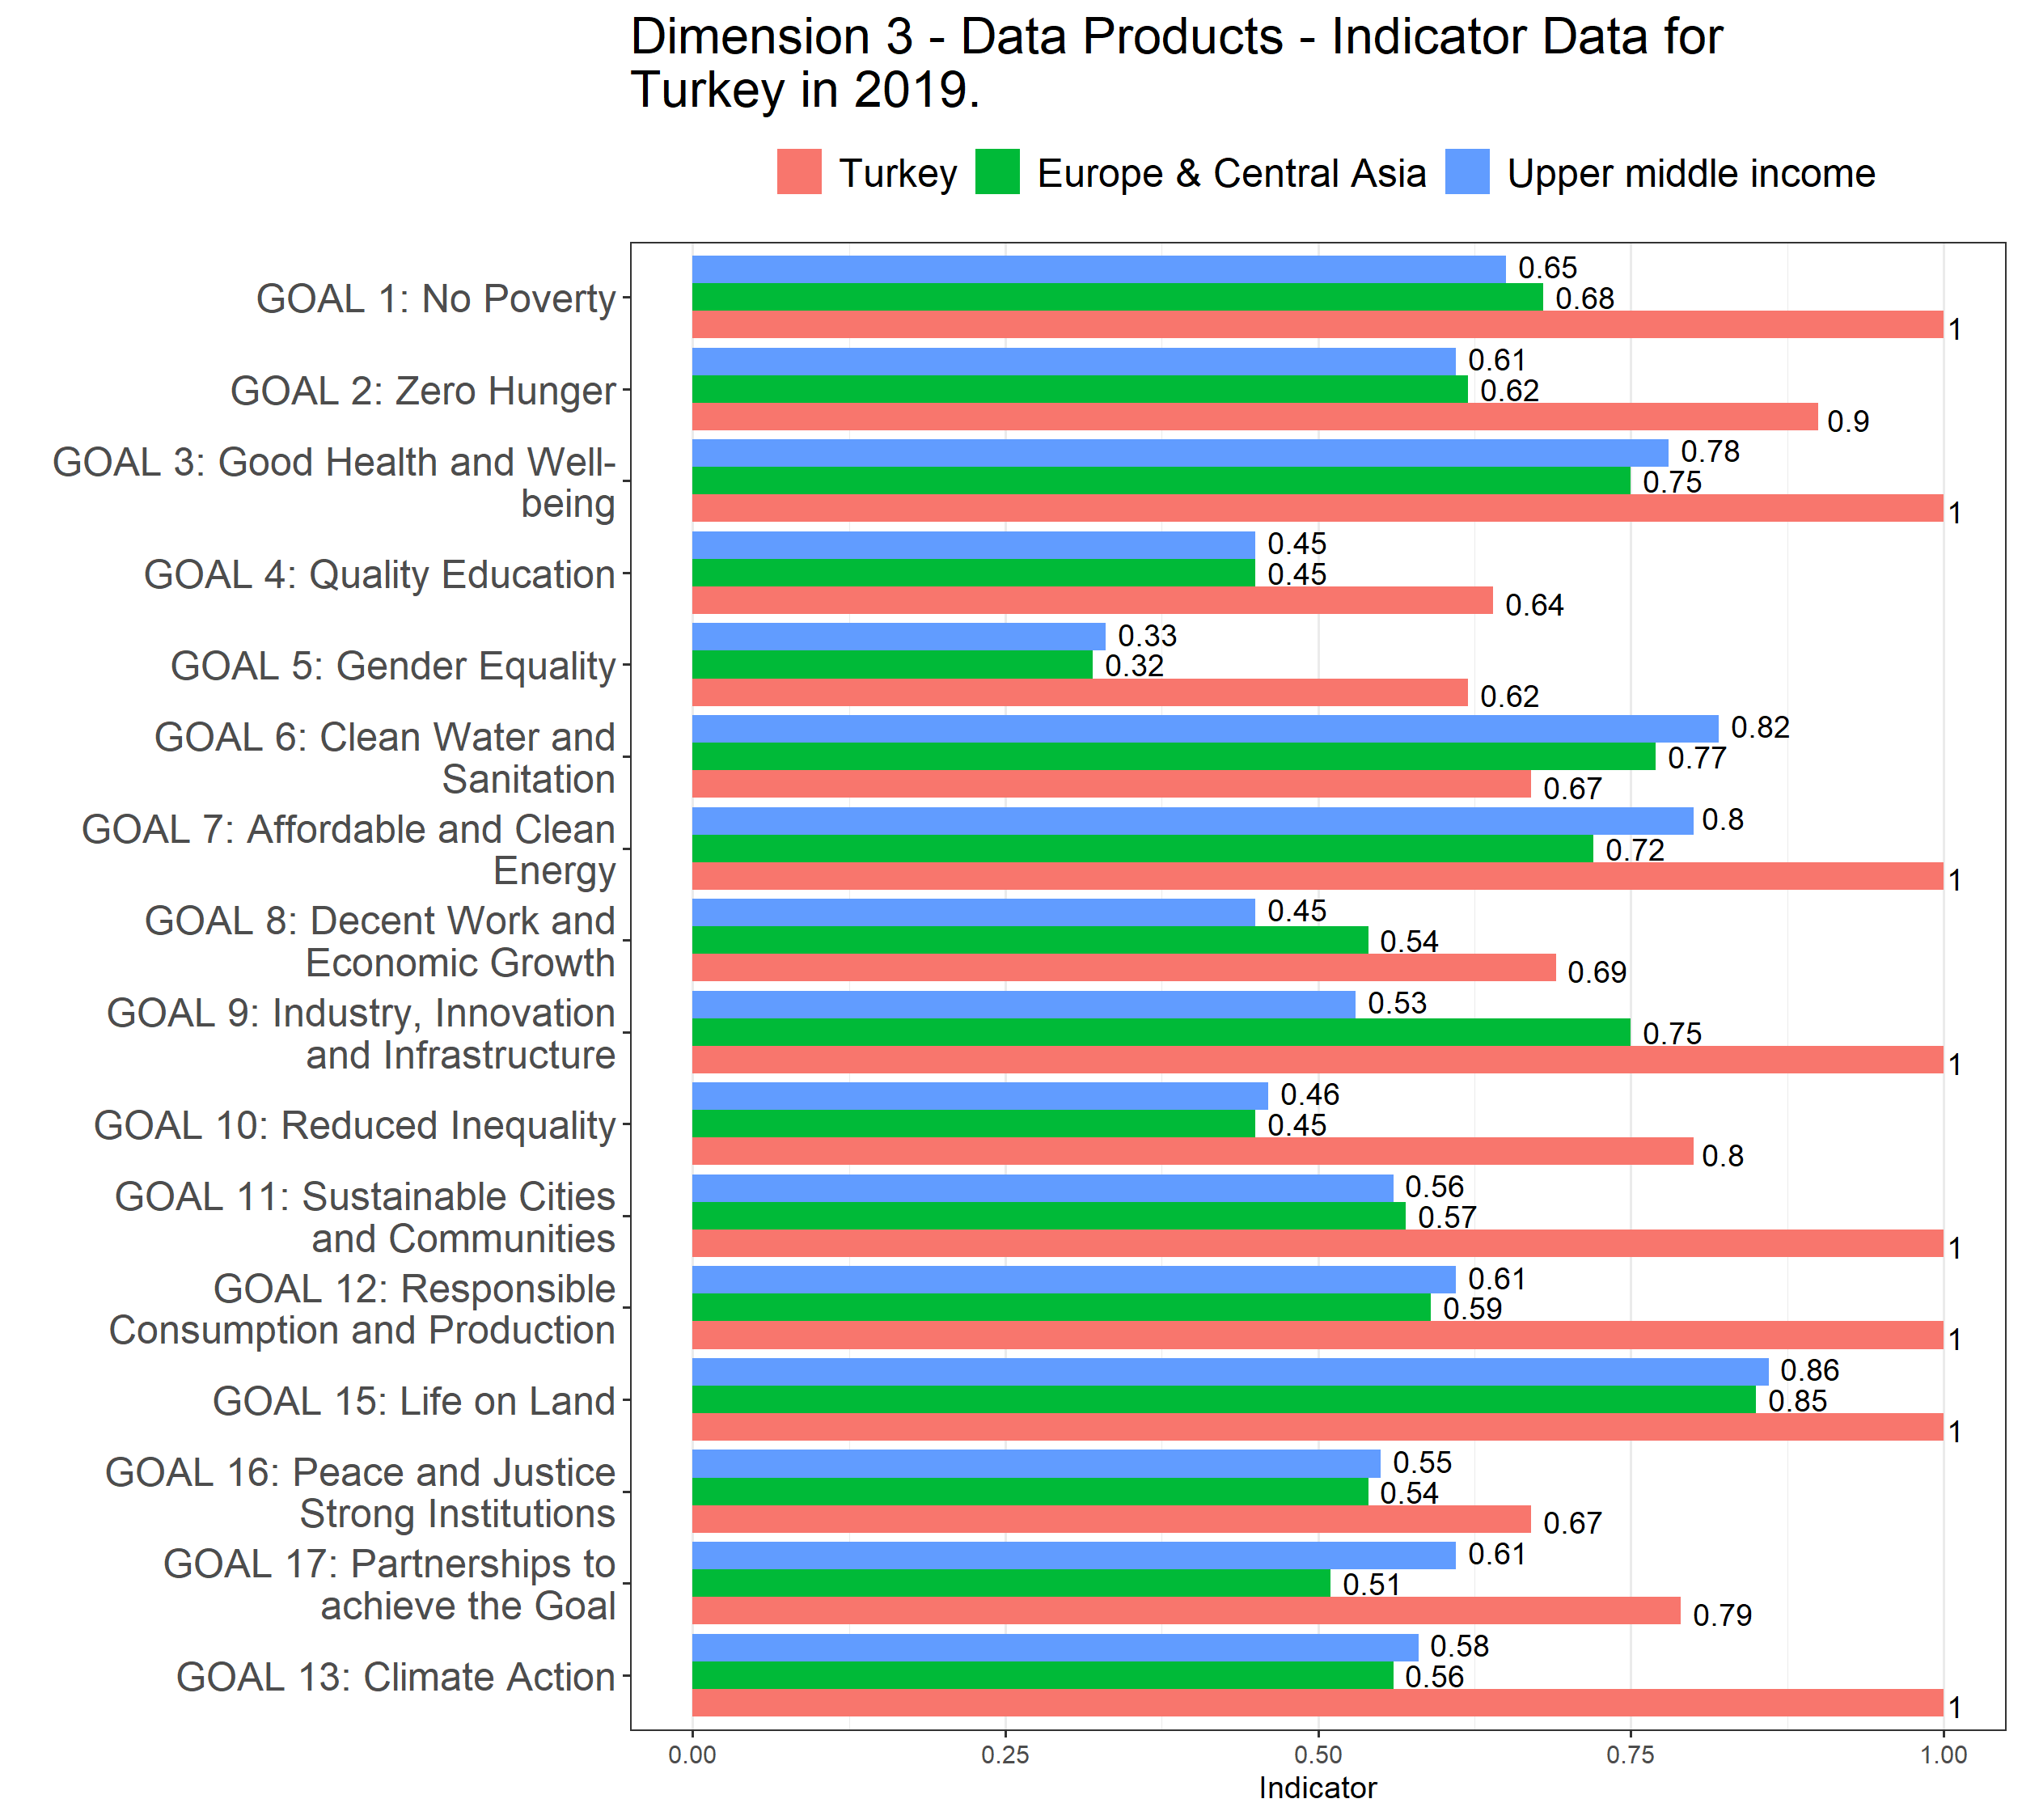 Dimension 3 - Data Products - Indicator Data for
Turkey in 2019.
Turkey Europe & Central Asia Upper middle income
GOAL 1: No Poverty
0.65
0.68
1
GOAL 2: Zero Hunger
0.61
0.62
0.9
GOAL 3: Good Health and Well-
being
0.78
0.75
1
GOAL 4: Quality Education
0.45
0.45
0.64
GOAL 5: Gender Equality
0.33
0.32
0.62
GOAL 6: Clean Water and
Sanitation
0.82
0.77
0.67
GOAL 7: Affordable and Clean
Energy
0.8
0.72
1
GOAL 8: Decent Work and
Economic Growth
0.45
0.54
0.69
GOAL 9: Industry, Innovation
and Infrastructure
0.53
0.75
1
GOAL 10: Reduced Inequality
0.46
0.45
0.8
GOAL 11: Sustainable Cities
and Communities
0.56
0.57
1
GOAL 12: Responsible
Consumption and Production
0.61
0.59
1
GOAL 15: Life on Land
0.86
0.85
1
GOAL 16: Peace and Justice
Strong Institutions
0.55
0.54
0.67
GOAL 17: Partnerships to
achieve the Goal
0.61
0.51
0.79
GOAL 13: Climate Action
0.58
0.56
1
0.00 0.25 0.50 0.75 1.00
Indicator